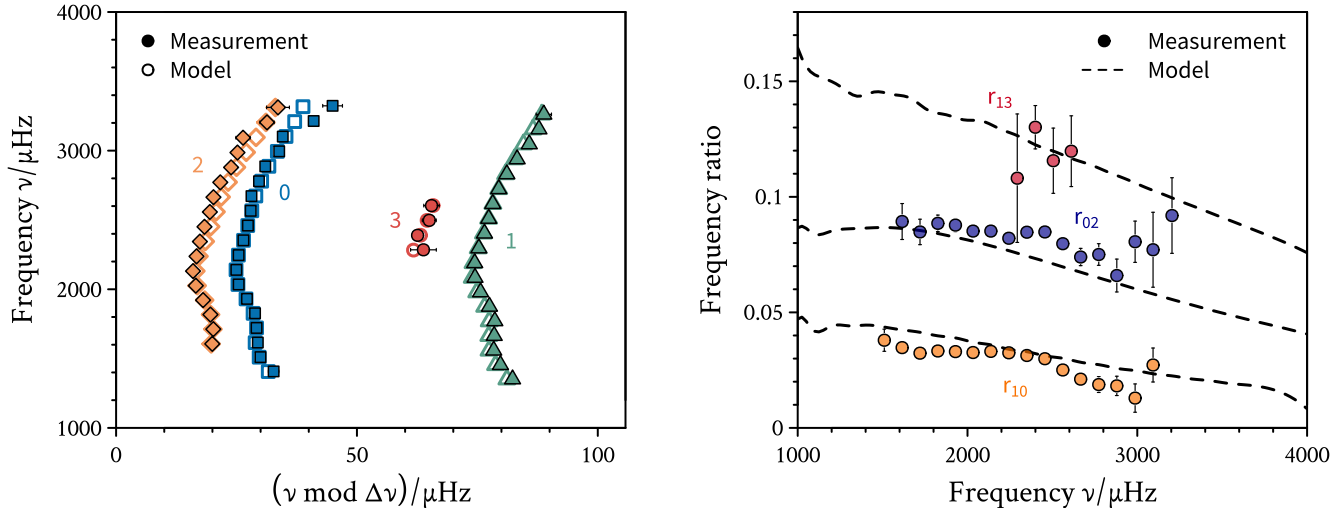 4000
3000
2000
1000
Frequency ν/μHz
Measurement
Model
2
0
3
1
0
50
100
(ν mod Δν)/μHz
0.15
0.1
0.05
0
Frequency ratio
Measurement
Model
r13
r02
r10
1000
2000
3000
4000
Frequency ν/μHz